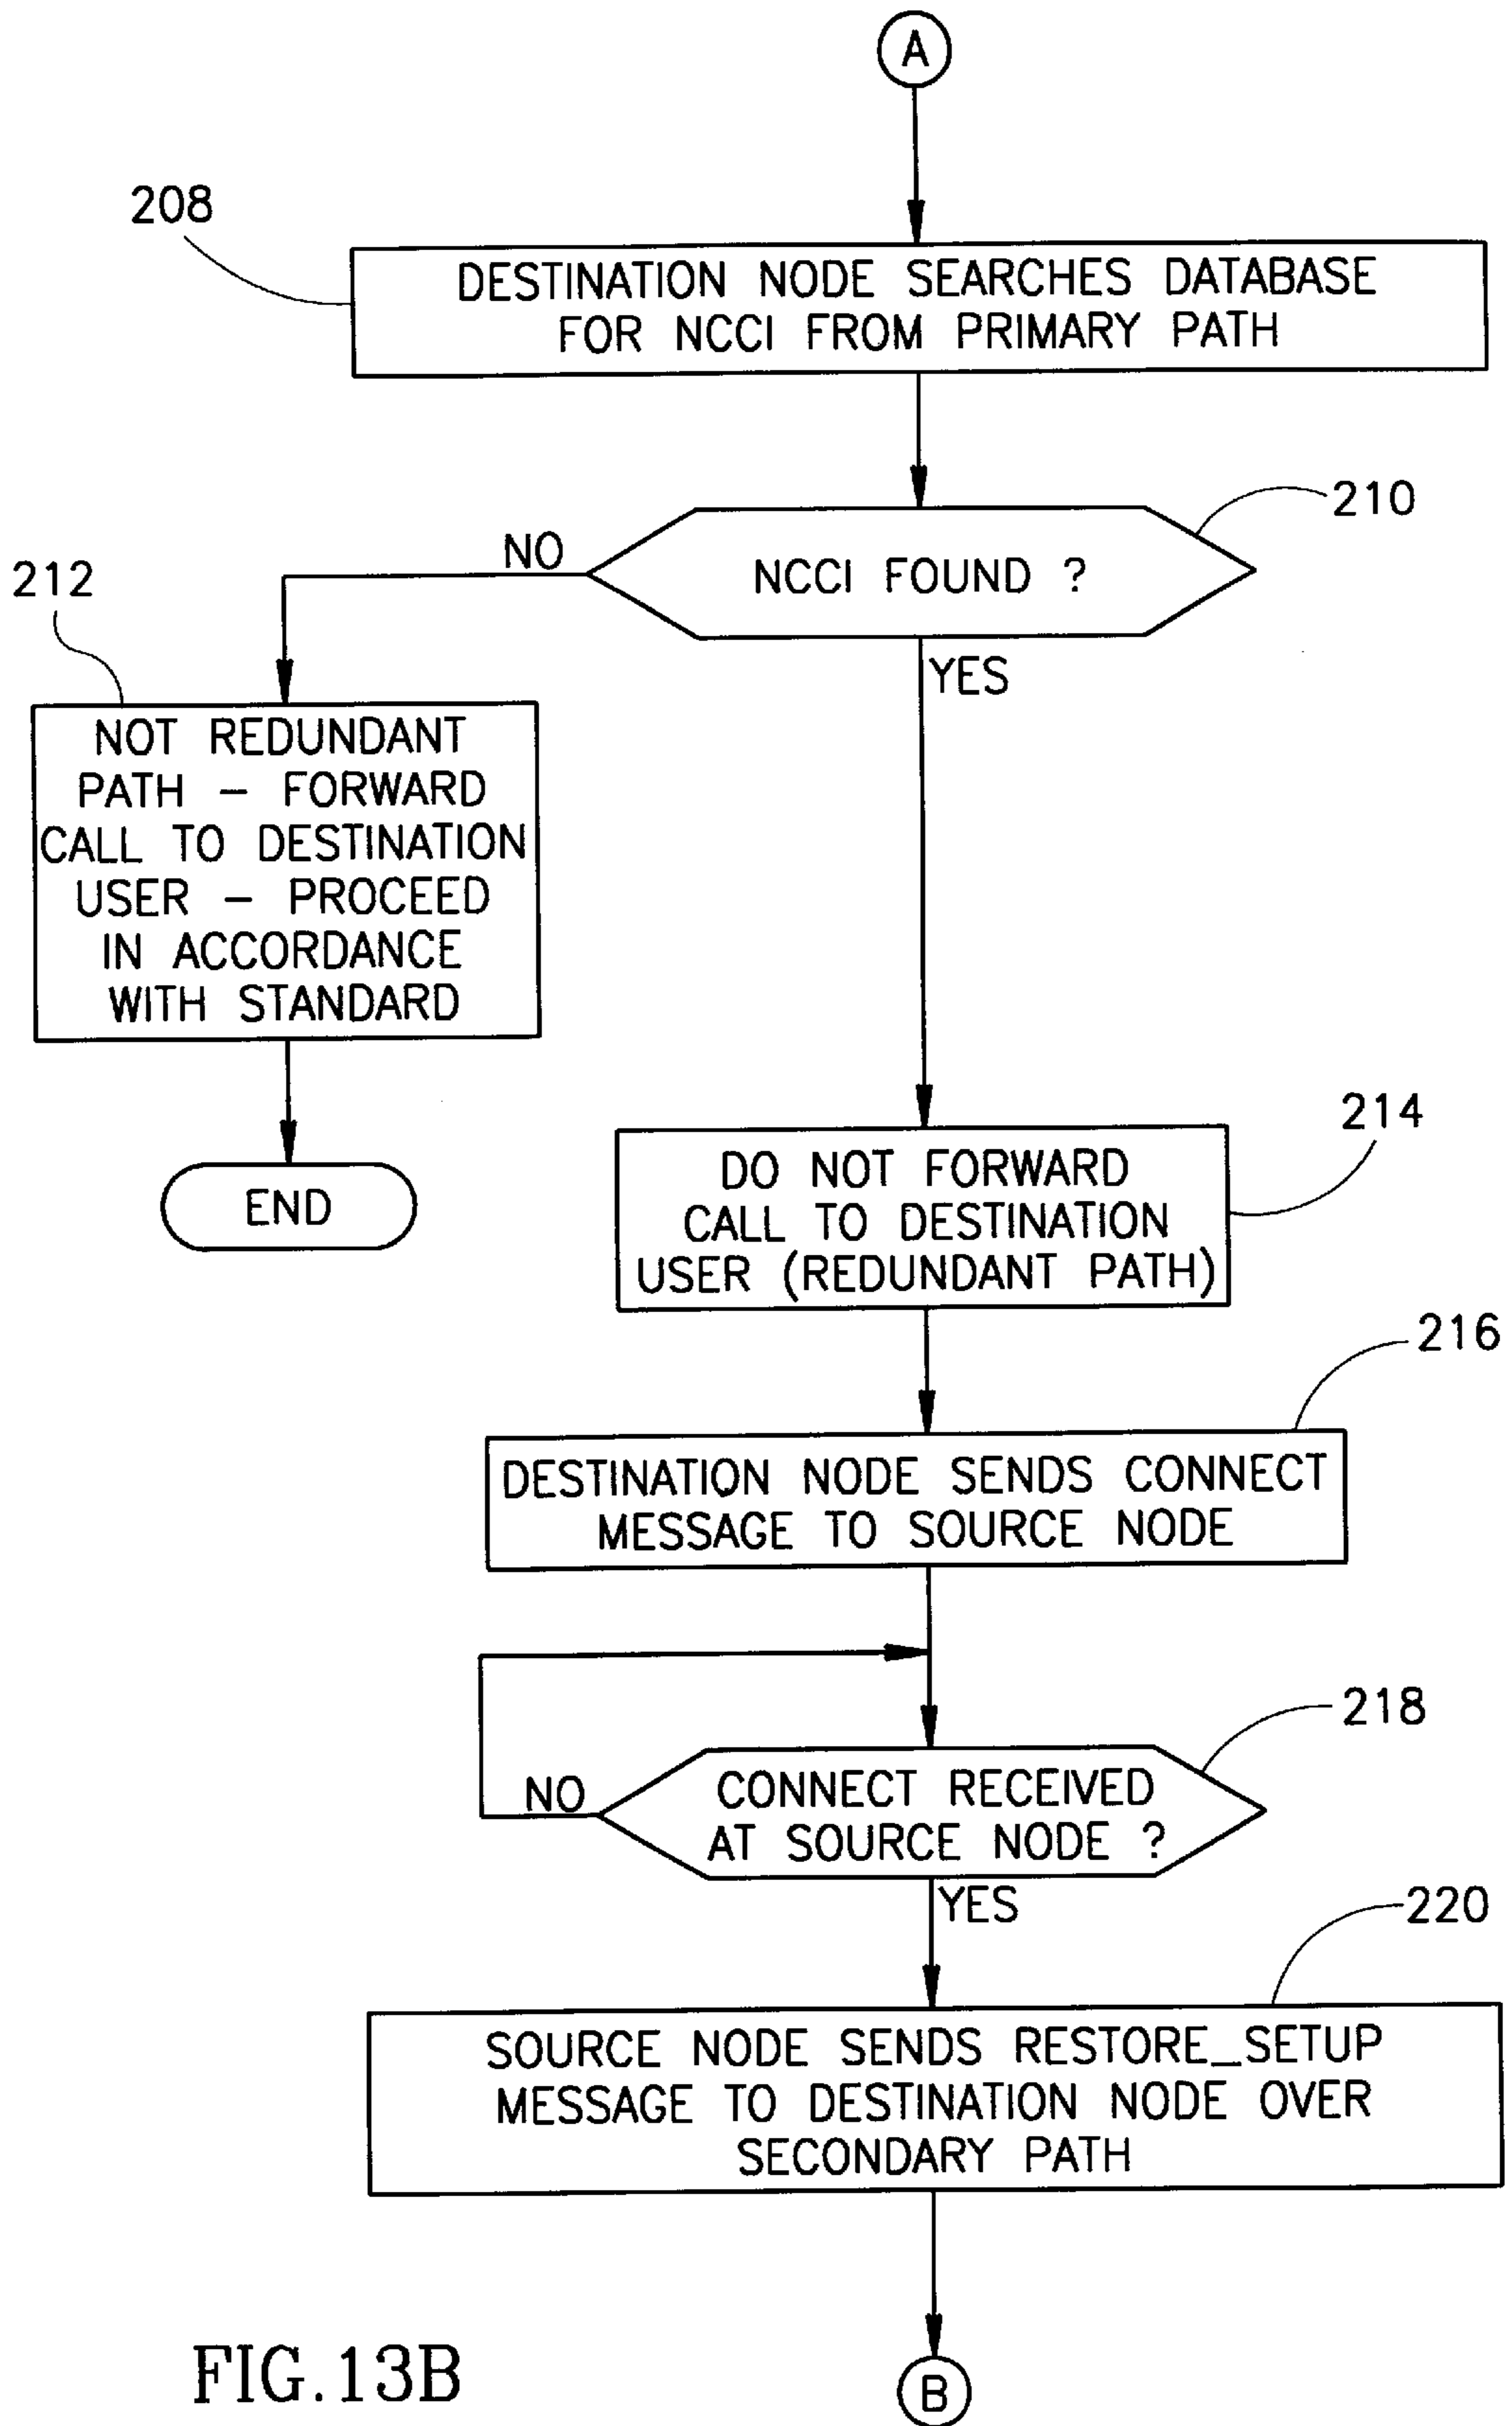 A
208
DESTINATION NODE SEARCHES DATABASE
FOR NCCI FROM PRIMARY PATH
210
NCCI FOUND ?
NO
YES
212
NOT REDUNDANT
PATH – FORWARD
CALL TO DESTINATION
USER – PROCEED
IN ACCORDANCE
WITH STANDARD
END
214
DO NOT FORWARD
CALL TO DESTINATION
USER (REDUNDANT PATH)
216
DESTINATION NODE SENDS CONNECT
MESSAGE TO SOURCE NODE
218
CONNECT RECEIVED
AT SOURCE NODE ?
NO
YES
220
SOURCE NODE SENDS RESTORE_SETUP
MESSAGE TO DESTINATION NODE OVER
SECONDARY PATH
B
FIG.13B